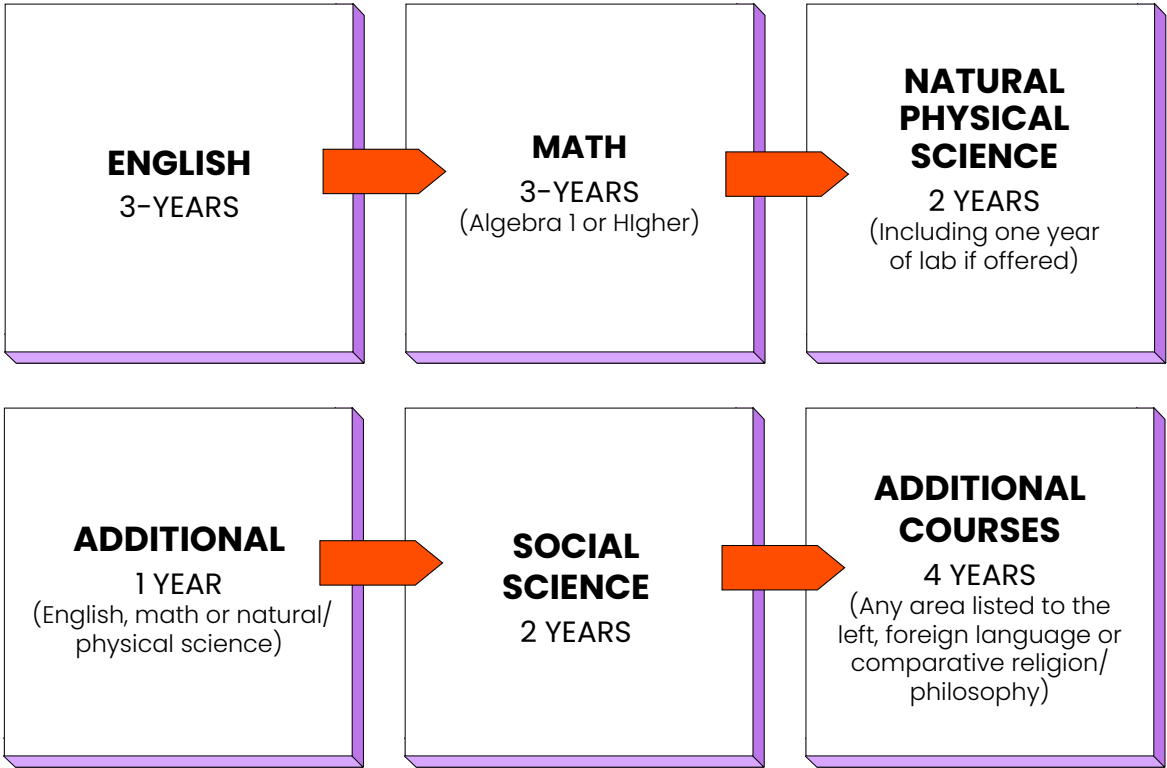 ENGLISH
3-YEARS
MATH
3-YEARS
(Algebra 1 or HIgher)
NATURAL
PHYSICAL
SCIENCE
2 YEARS
(Including one year
of lab if offered)
ADDITIONAL
1 YEAR
(English, math or natural/
physical science)
SOCIAL
SCIENCE
2 YEARS
ADDITIONAL
COURSES
4 YEARS
(Any area listed to the
left, foreign language or
comparative religion/
philosophy)